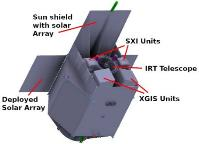 Sun shield
with solar
Array
SXI Units
IRT Telescope
XGIS Units
Deployed
Solar Array